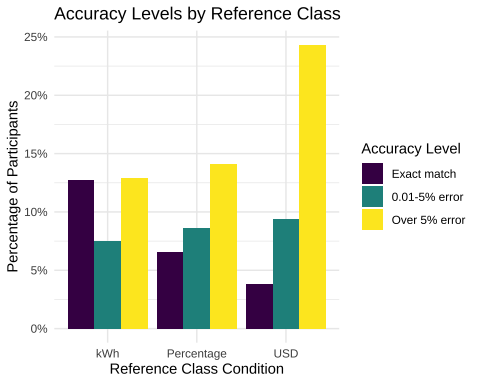 Accuracy Levels by Reference Class
25%
20%
15%
10%
5%
0%
Percentage of Participants
kWh
Percentage
USD
Reference Class Condition
Accuracy Level
Exact match
0.01-5% error
Over 5% error